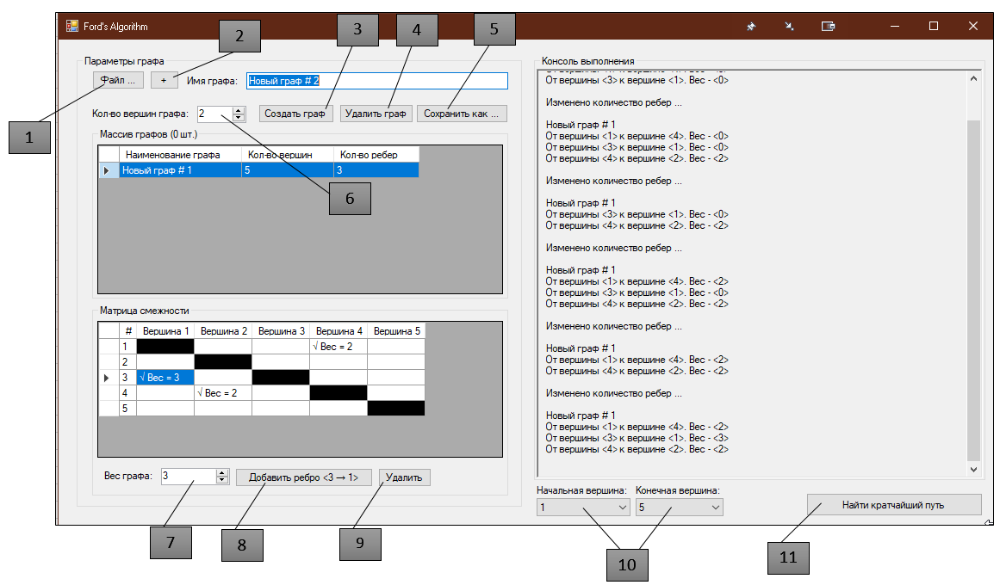 Ford's Algorithm
2
3
4
5
Параметры графа
Файл ...
+
Имя графа:
Новый граф # 2
1
Кол-во вершин графа:
2
Создать граф
Удалить граф
Сохранить как ...
Массив графов (0 шт.)
Наименование графа Кол-во вершин Кол-во ребер
Новый граф # 1 5 3
6
Матрица смежности
# Вершина 1 Вершина 2 Вершина 3 Вершина 4 Вершина 5
1 √ Вес = 2
2
3 √ Вес = 3
4 √ Вес = 2
5
Вес графа:
3
Добавить ребро <3 → 1>
Удалить
7
8
9
Консоль выполнения
От вершины <3> к вершине <1>. Вес - <0>
Изменено количество ребер ...
Новый граф # 1
От вершины <1> к вершине <4>. Вес - <0>
От вершины <3> к вершине <1>. Вес - <0>
От вершины <4> к вершине <2>. Вес - <2>
Изменено количество ребер ...
Новый граф # 1
От вершины <3> к вершине <1>. Вес - <0>
От вершины <4> к вершине <2>. Вес - <2>
Изменено количество ребер ...
Новый граф # 1
От вершины <1> к вершине <4>. Вес - <2>
От вершины <3> к вершине <1>. Вес - <0>
От вершины <4> к вершине <2>. Вес - <2>
Изменено количество ребер ...
Новый граф # 1
От вершины <1> к вершине <4>. Вес - <2>
От вершины <4> к вершине <2>. Вес - <2>
Изменено количество ребер ...
Новый граф # 1
От вершины <1> к вершине <4>. Вес - <2>
От вершины <3> к вершине <1>. Вес - <3>
От вершины <4> к вершине <2>. Вес - <2>
Начальная вершина: Конечная вершина:
1 5
Найти кратчайший путь
10
11